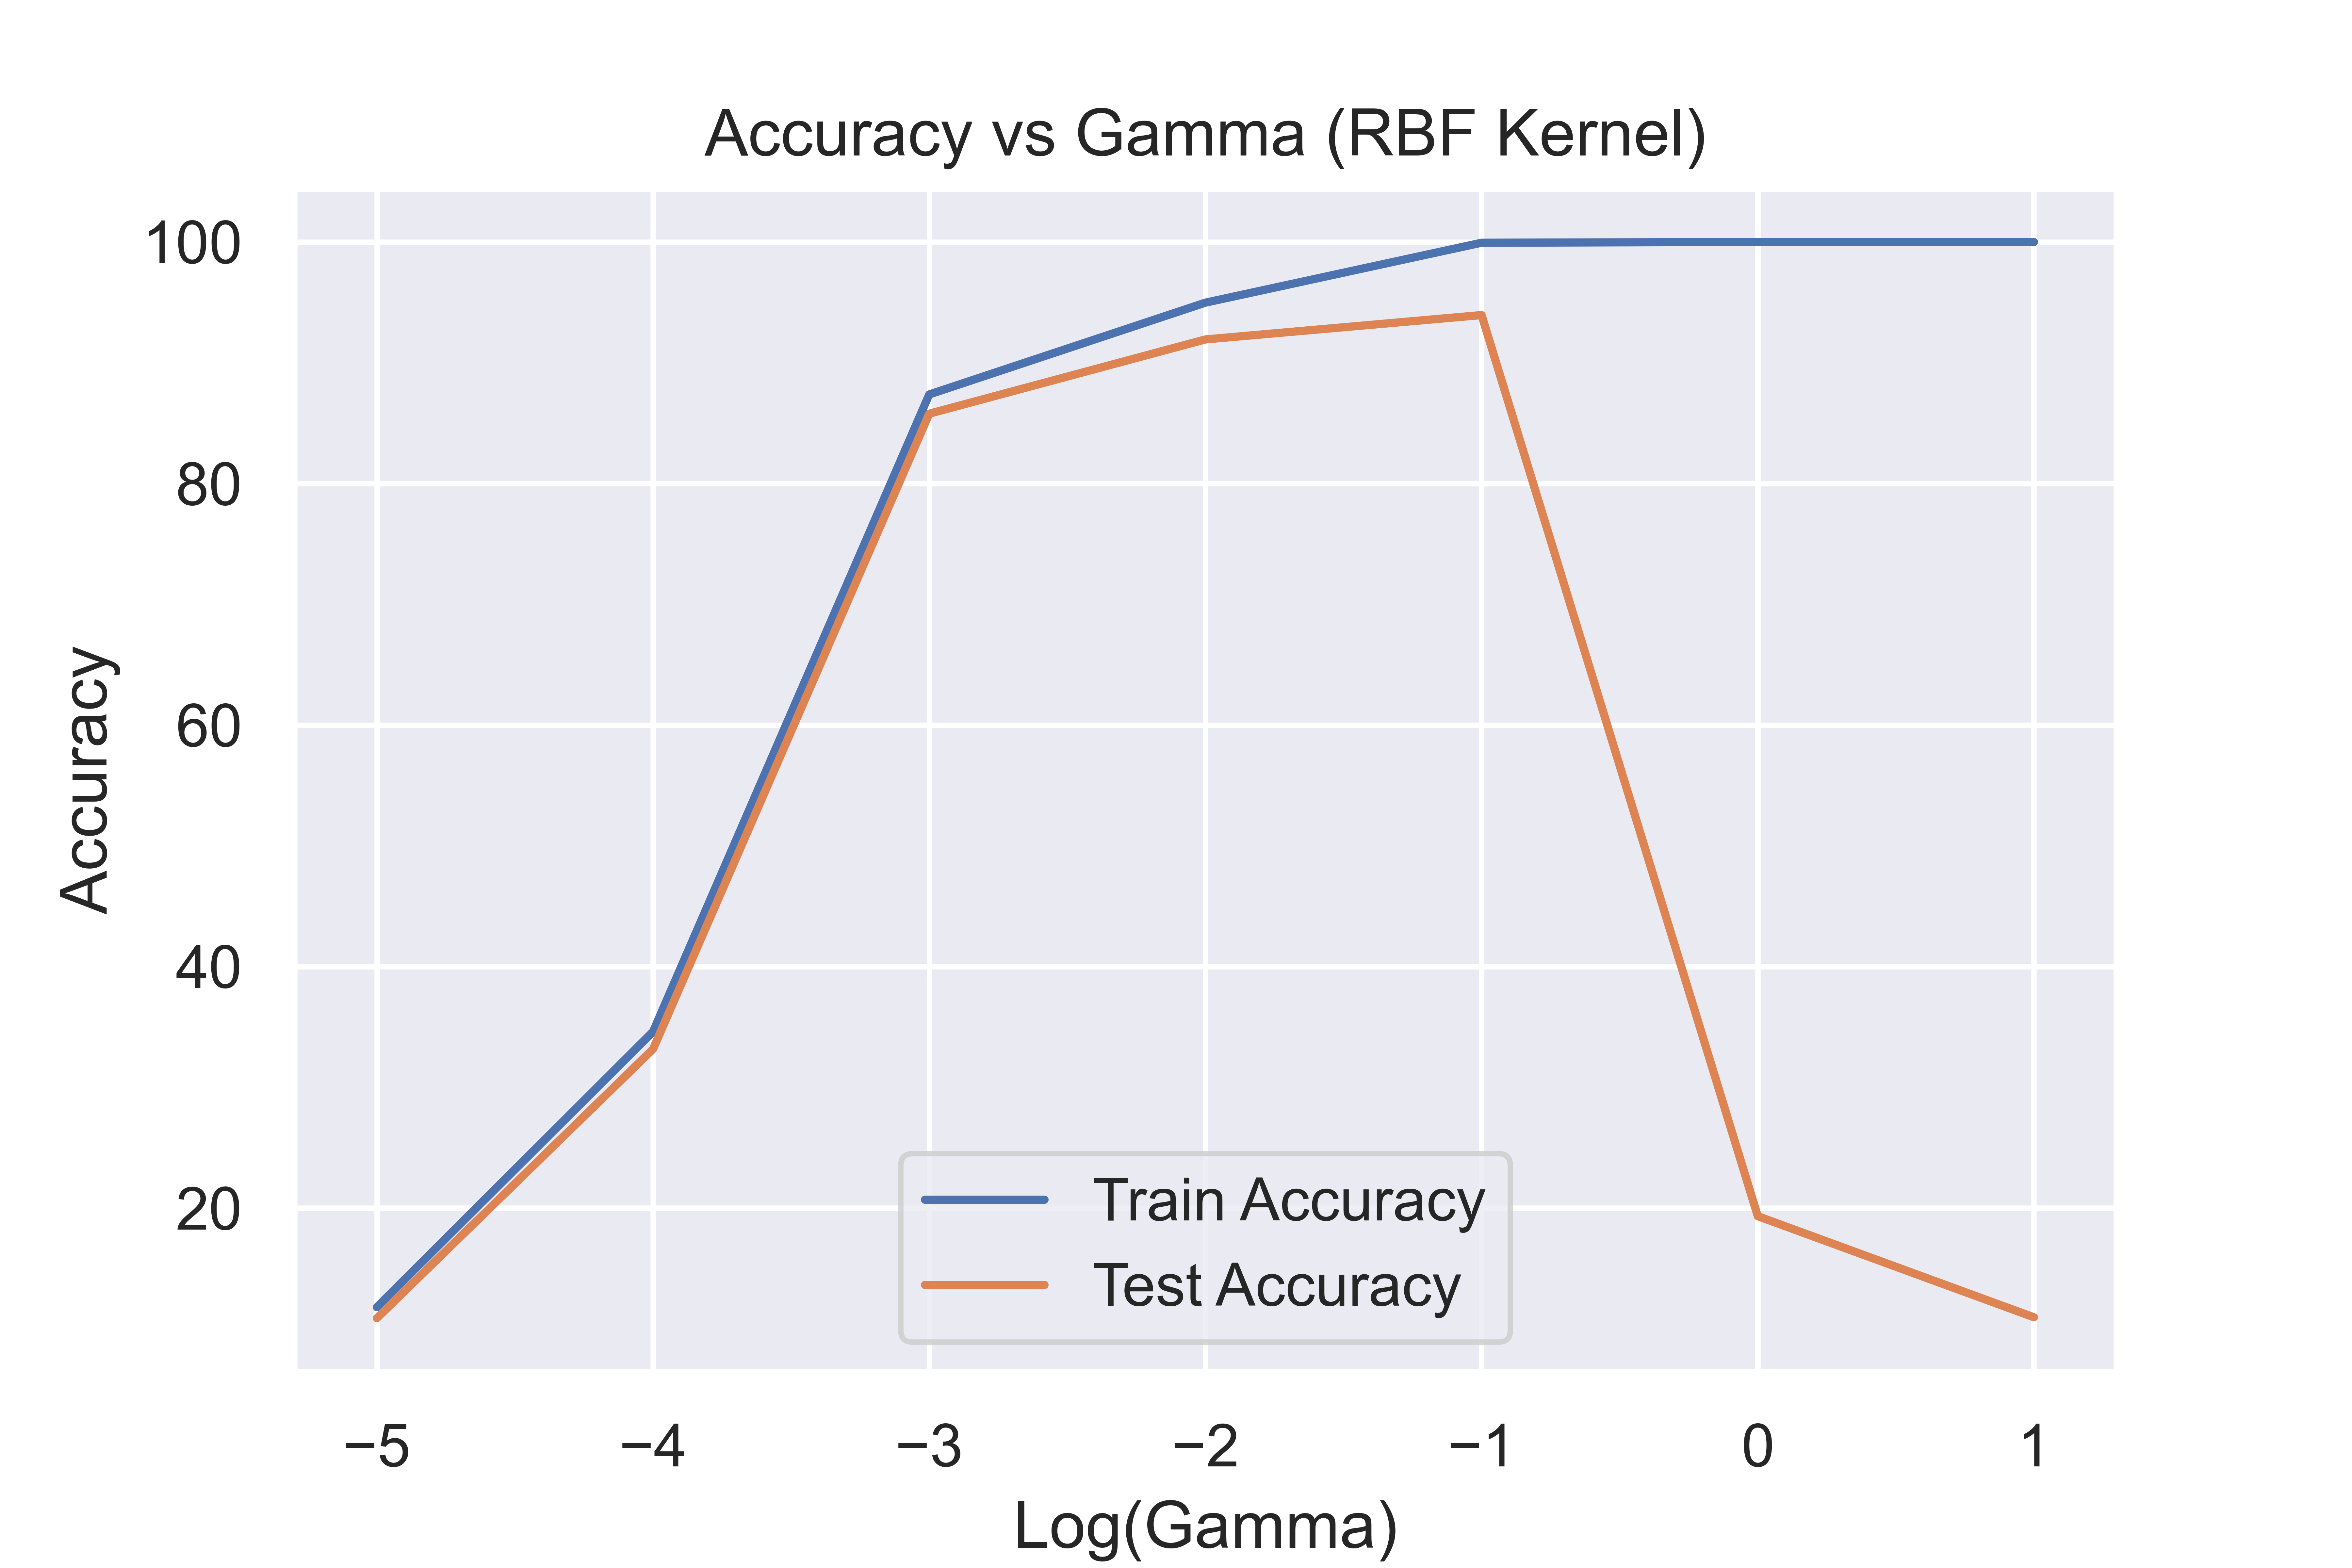 Accuracy vs Gamma (RBF Kernel)
100
80
60
40
20
Accuracy
Train Accuracy
Test Accuracy
−5 −4 −3 −2 −1 0 1
Log(Gamma)